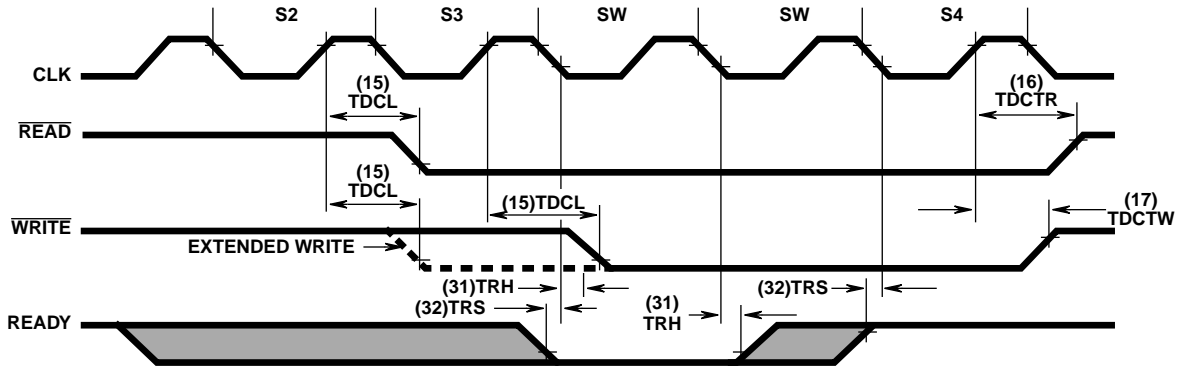 S2 S3 SW SW S4
CLK
(15)
TDCL
(16)
TDCTR
READ
(15)
TDCL
(15)TDCL
(17)
TDCTW
WRITE
EXTENDED WRITE
(31)TRH
(32)TRS
(31)
TRH
(32)TRS
READY